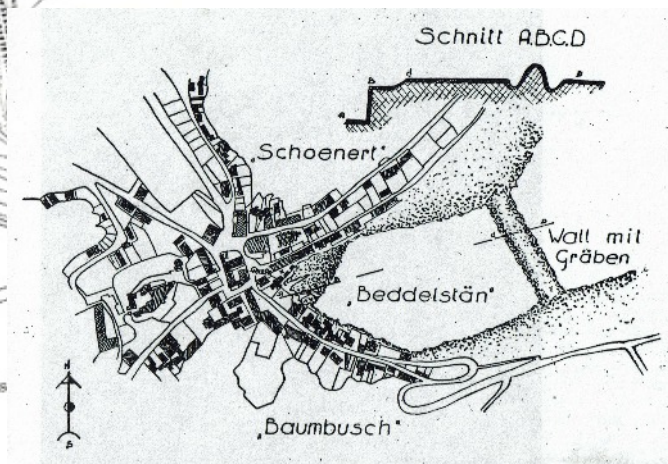 Schnitt A.B.C.D
„Schoenert"
Wall mit
Gräben
„Beddelstän"
„Baumbusch"
N
S